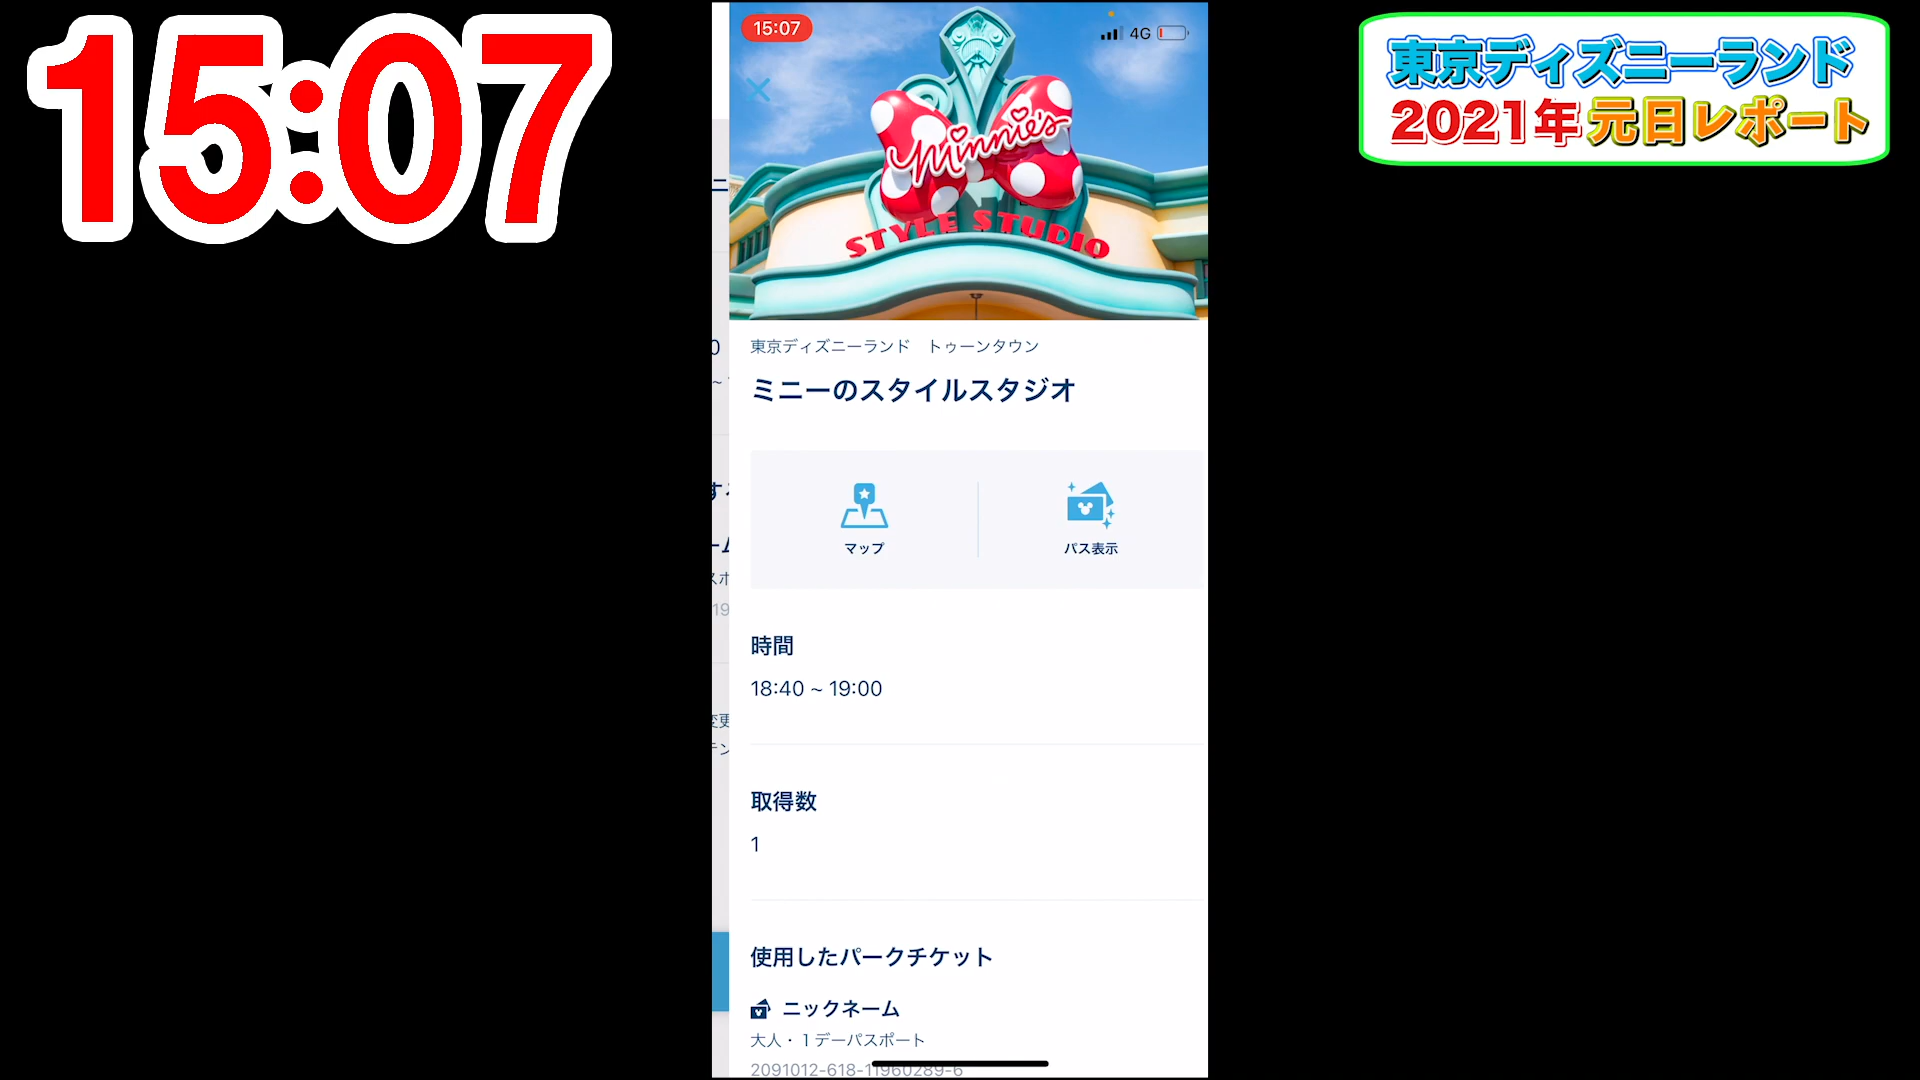 15:07
東京ディズニーランド
2021年 元日レポート
15:07
4G
Minnie's
STYLE STUDIO
東京ディズニーランド　トゥーンタウン
ミニーのスタイルスタジオ
マップ
パス表示
時間
18:40 ~ 19:00
取得数
1
使用したパークチケット
ニックネーム
大人・1デーパスポート
2091012-618-11960289-6